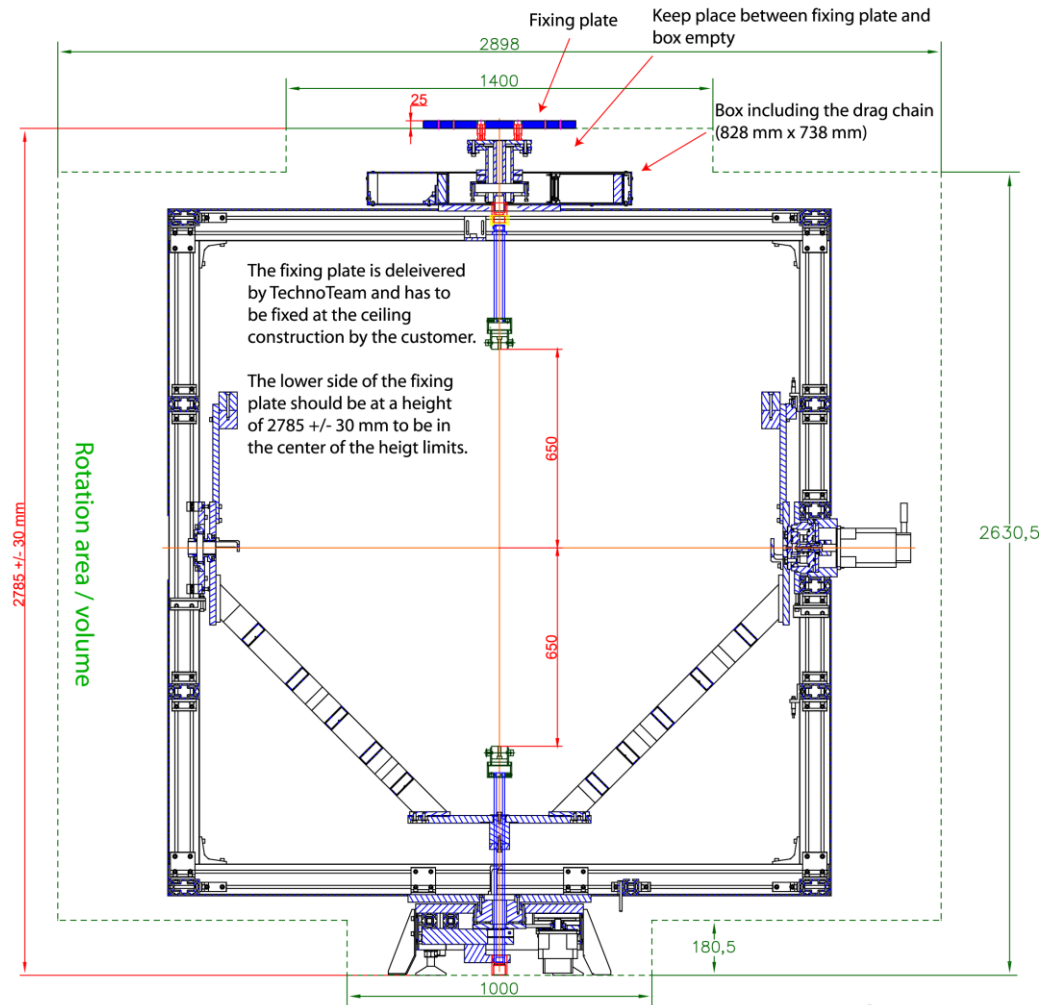 Fixing plate
Keep place between fixing plate and
box empty
2898
1400
25
Box including the drag chain
(828 mm x 738 mm)
The fixing plate is deleivered
by TechnoTeam and has to
be fixed at the ceiling
construction by the customer.
The lower side of the fixing
plate should be at a height
of 2785 +/- 30 mm to be in
the center of the heigt limits.
650
Rotation area / volume
2785 +/- 30 mm
2630,5
650
180,5
1000